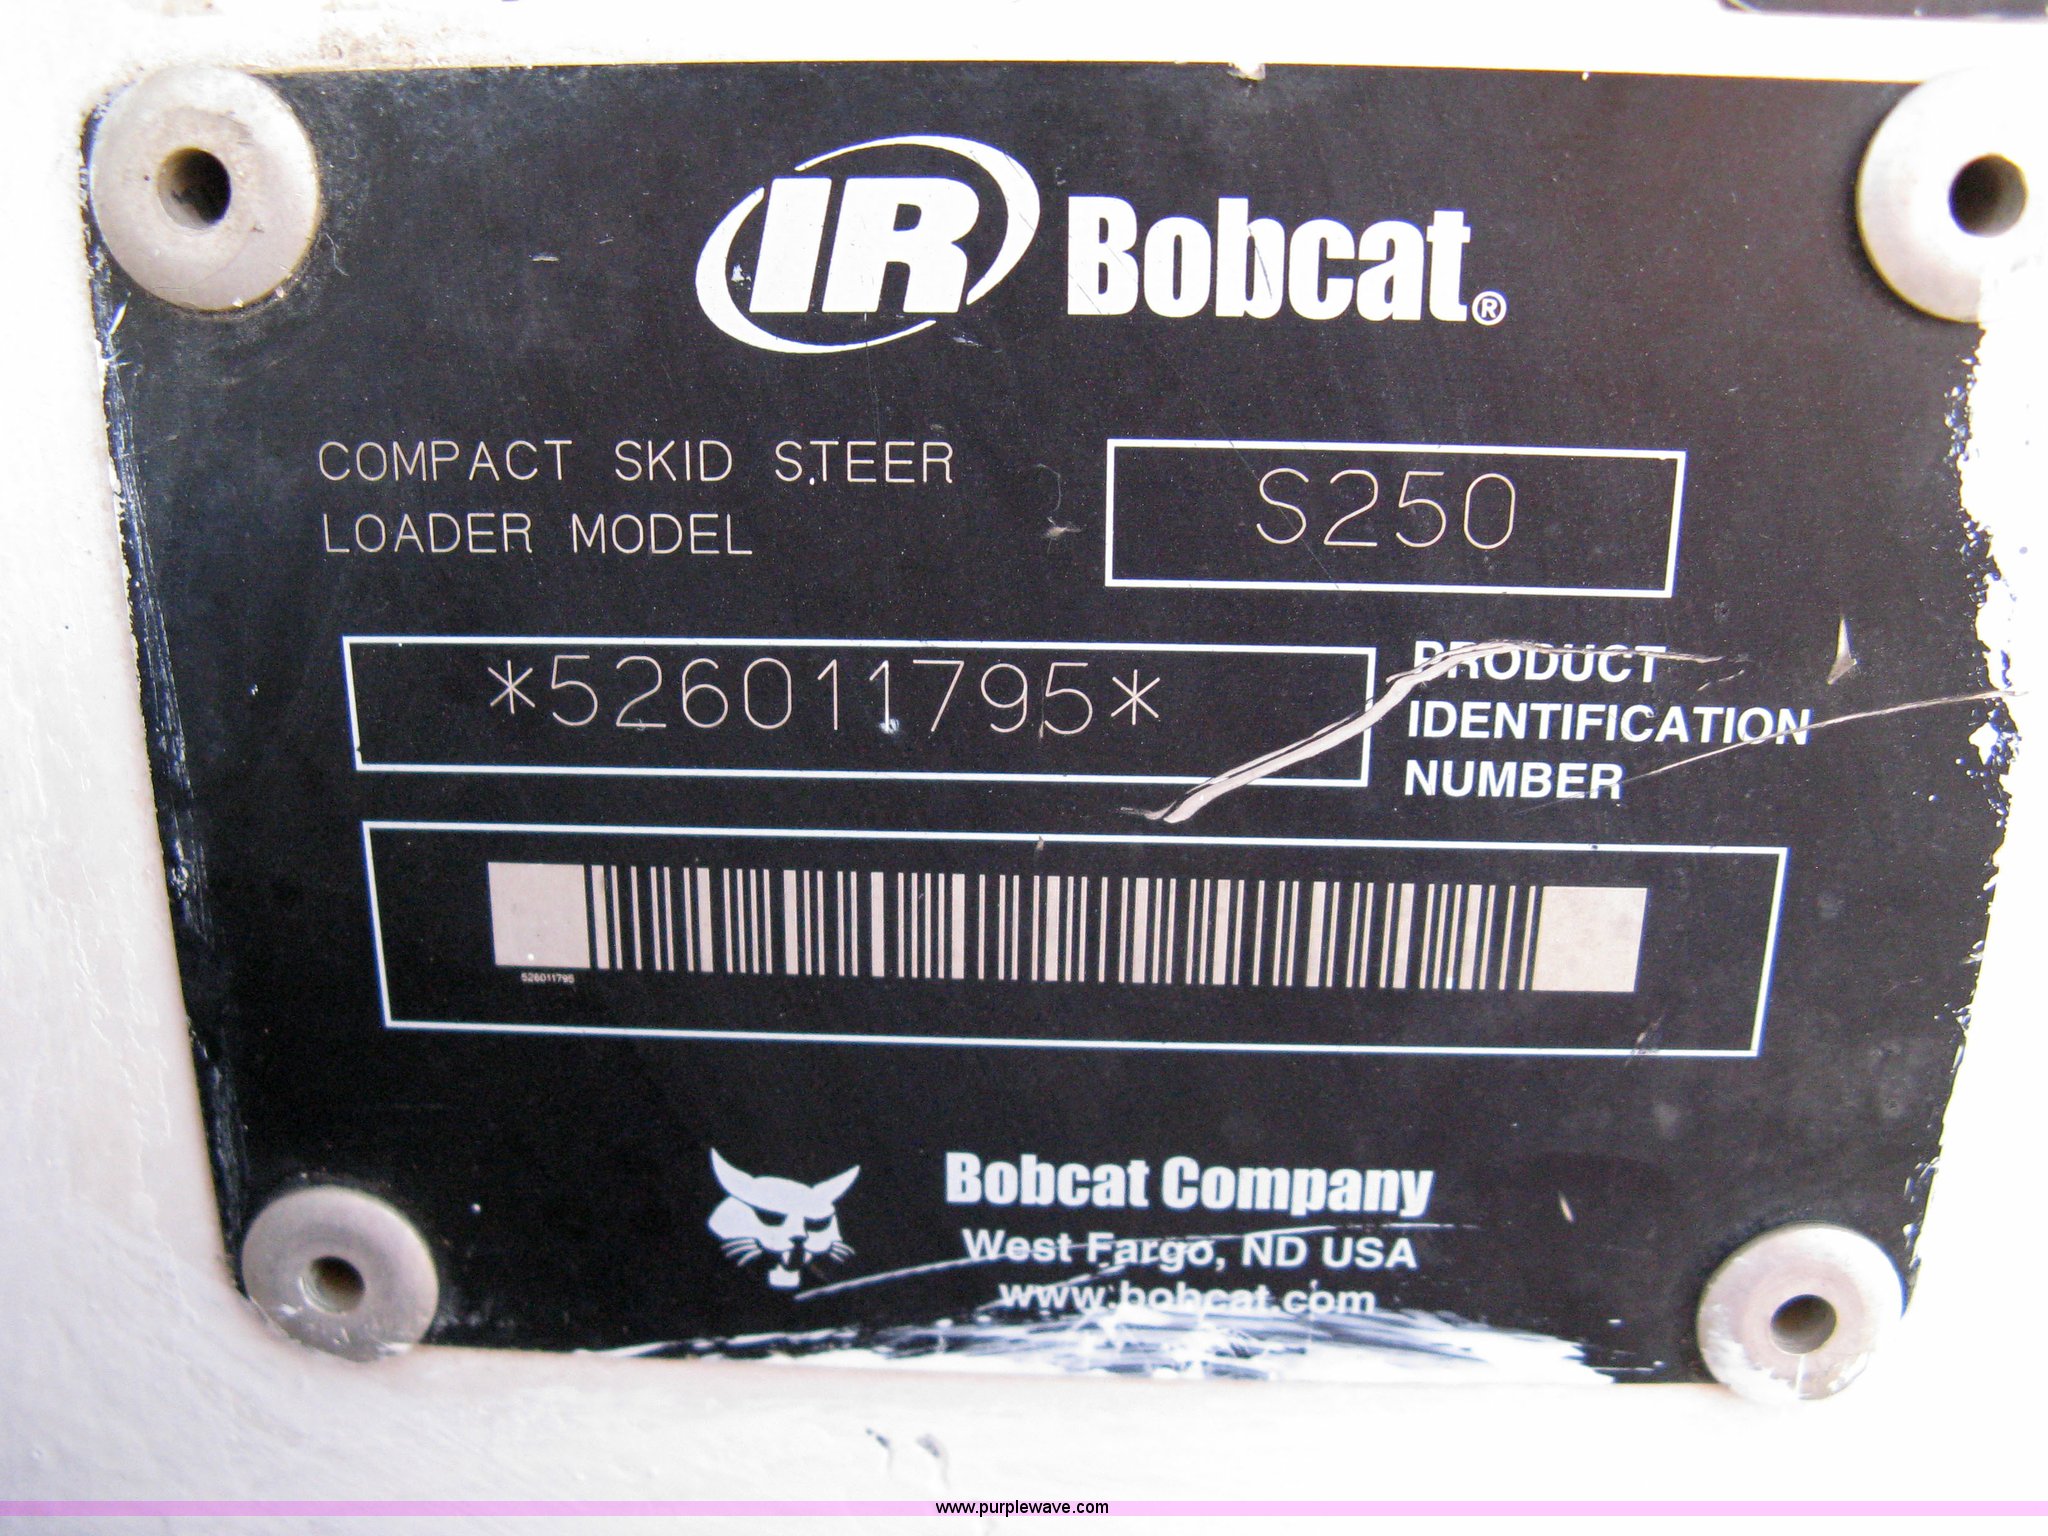 IR Bobcat®
COMPACT SKID STEER
LOADER MODEL
S250
*526011795*
PRODUCT
IDENTIFICATION
NUMBER
526011795
Bobcat Company
West Fargo, ND USA
www.bobcat.com
www.purplewave.com